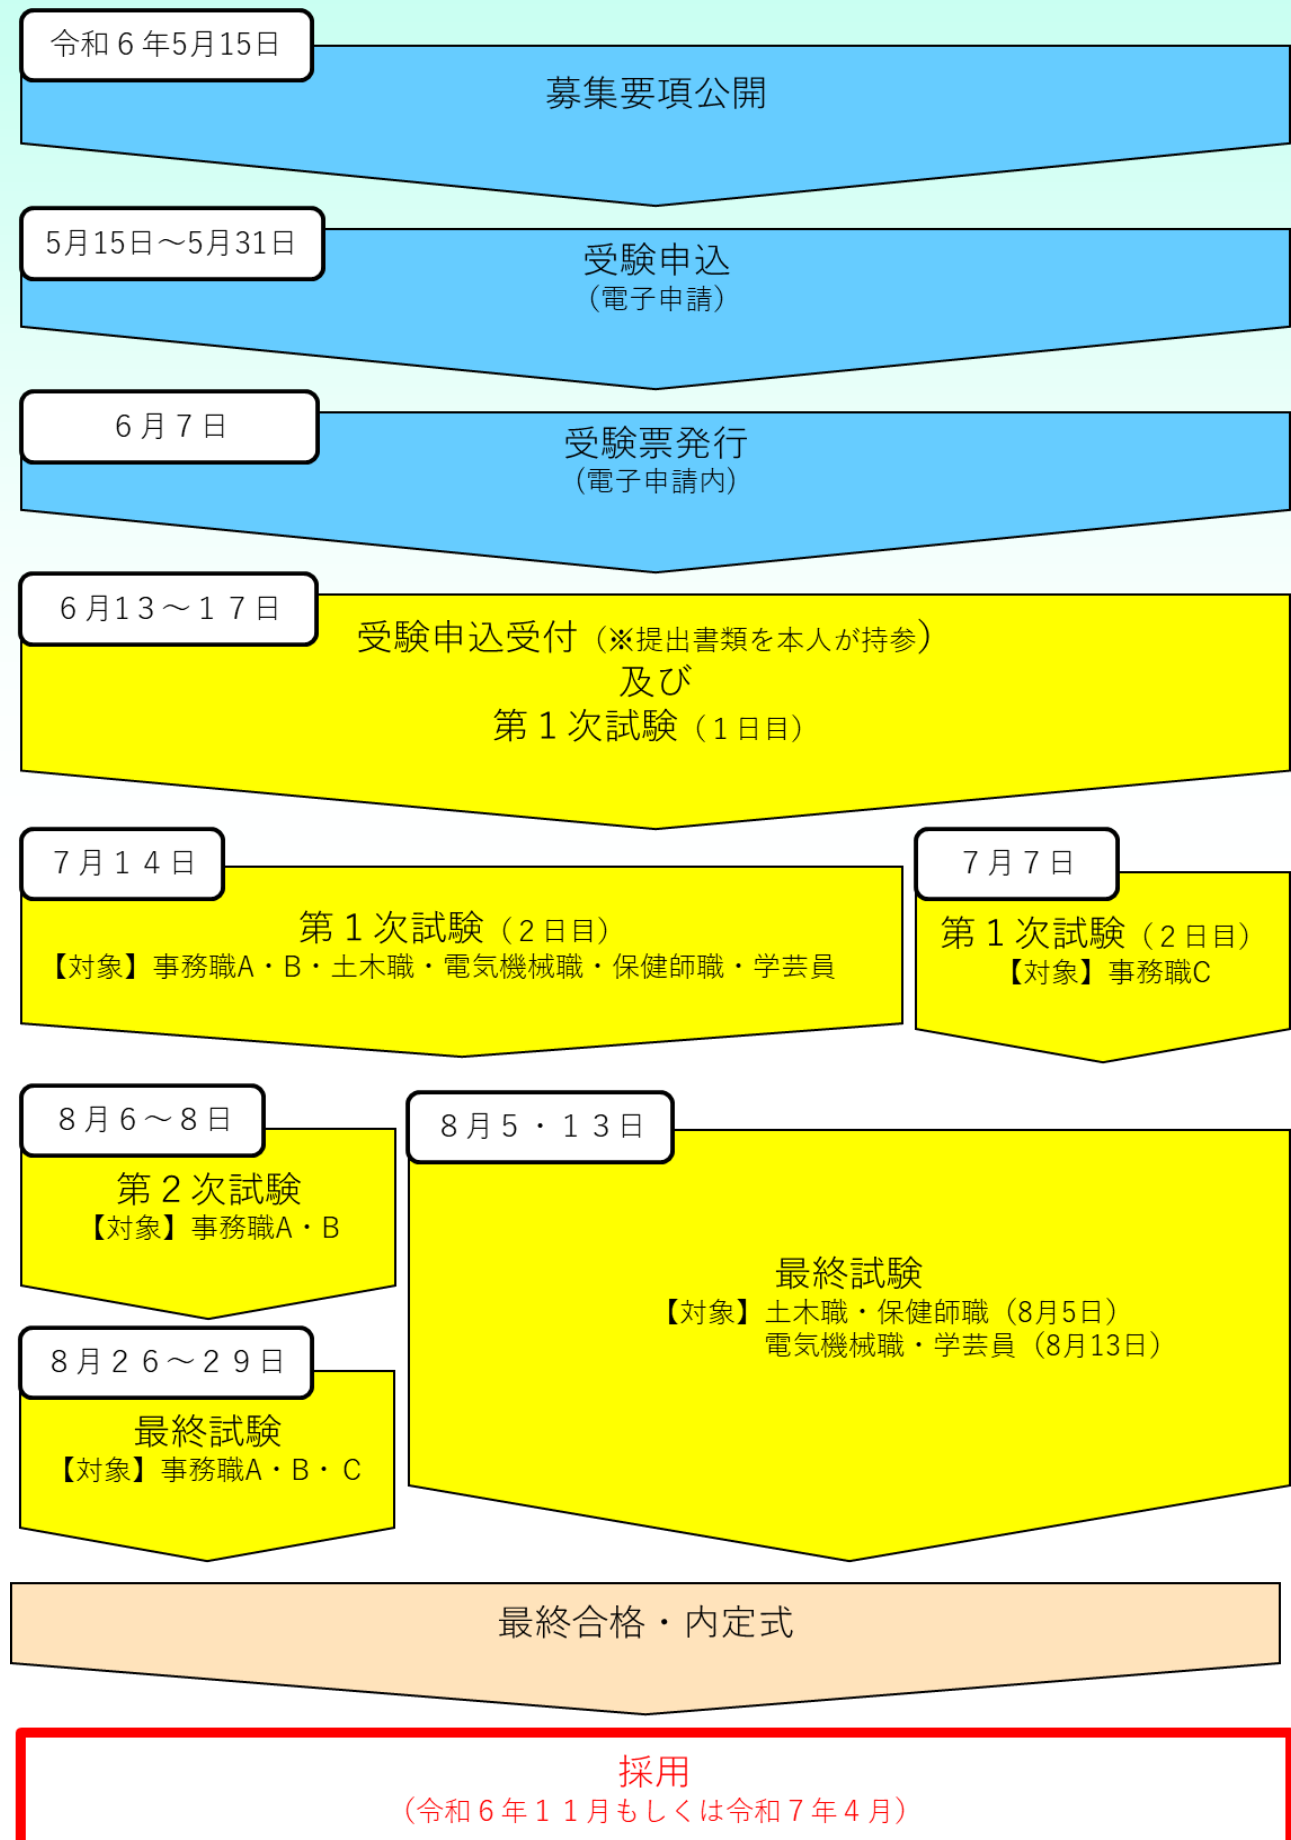 令和６年5月15日
募集要項公開
5月15日～5月31日
受験申込
（電子申請）
６月７日
受験票発行
（電子申請内）
６月1３～１７日
受験申込受付（※提出書類を本人が持参）
及び
第１次試験（１日目）
７月１４日
第１次試験（２日目）
【対象】事務職A・B・土木職・電気機械職・保健師職・学芸員
７月７日
第１次試験（２日目）
【対象】事務職C
８月６～８日
第２次試験
【対象】事務職A・B
８月５・１３日
最終試験
【対象】土木職・保健師職（8月5日）
電気機械職・学芸員（8月13日）
８月２６～２９日
最終試験
【対象】事務職A・B・C
最終合格・内定式
採用
（令和６年１１月もしくは令和７年４月）